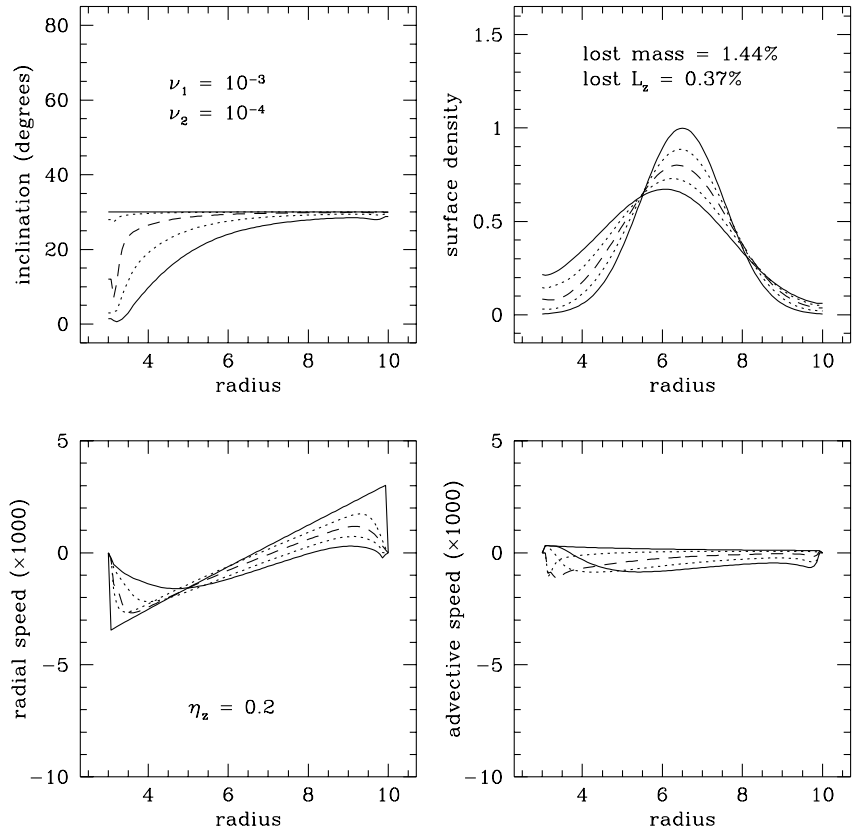 80
60
40
20
0
inclination (degrees)
ν₁ = 10⁻³
ν₂ = 10⁻⁴
4 6 8 10
radius
1.5
1
0.5
0
surface density
lost mass = 1.44%
lost L_z = 0.37%
4 6 8 10
radius
5
0
−5
−10
radial speed (×1000)
η_z = 0.2
4 6 8 10
radius
5
0
−5
−10
advective speed (×1000)
4 6 8 10
radius